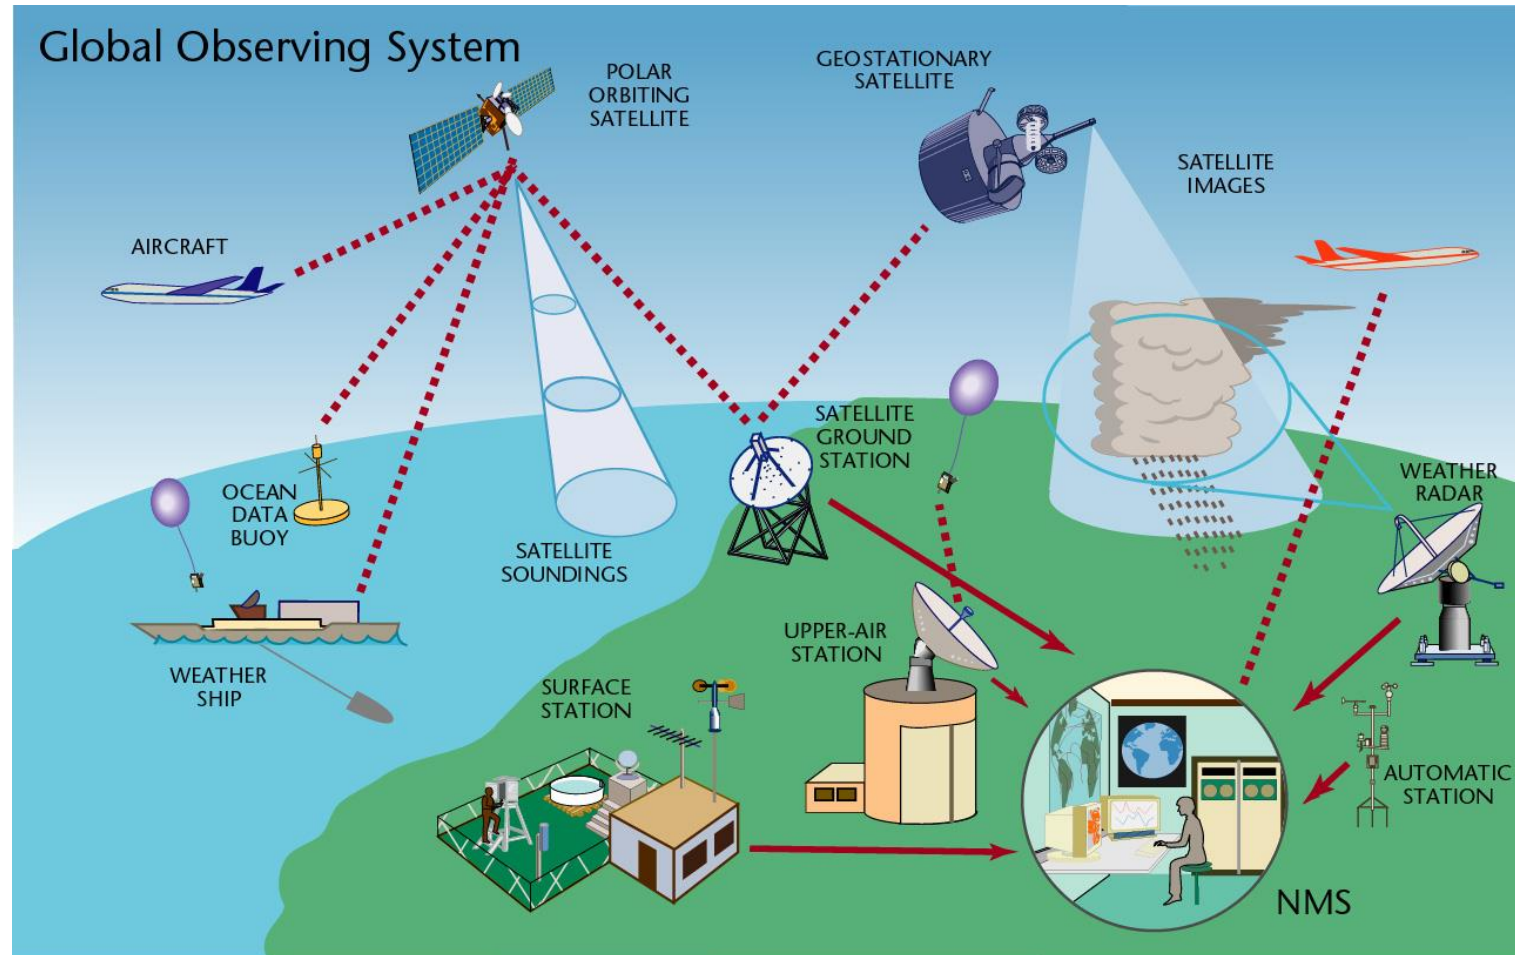 Global Observing System
POLAR
ORBITING
SATELLITE
GEOSTATIONARY
SATELLITE
SATELLITE
IMAGES
AIRCRAFT
SATELLITE
GROUND
STATION
WEATHER
RADAR
OCEAN
DATA
BUOY
SATELLITE
SOUNDINGS
UPPER-AIR
STATION
WEATHER
SHIP
SURFACE
STATION
AUTOMATIC
STATION
NMS